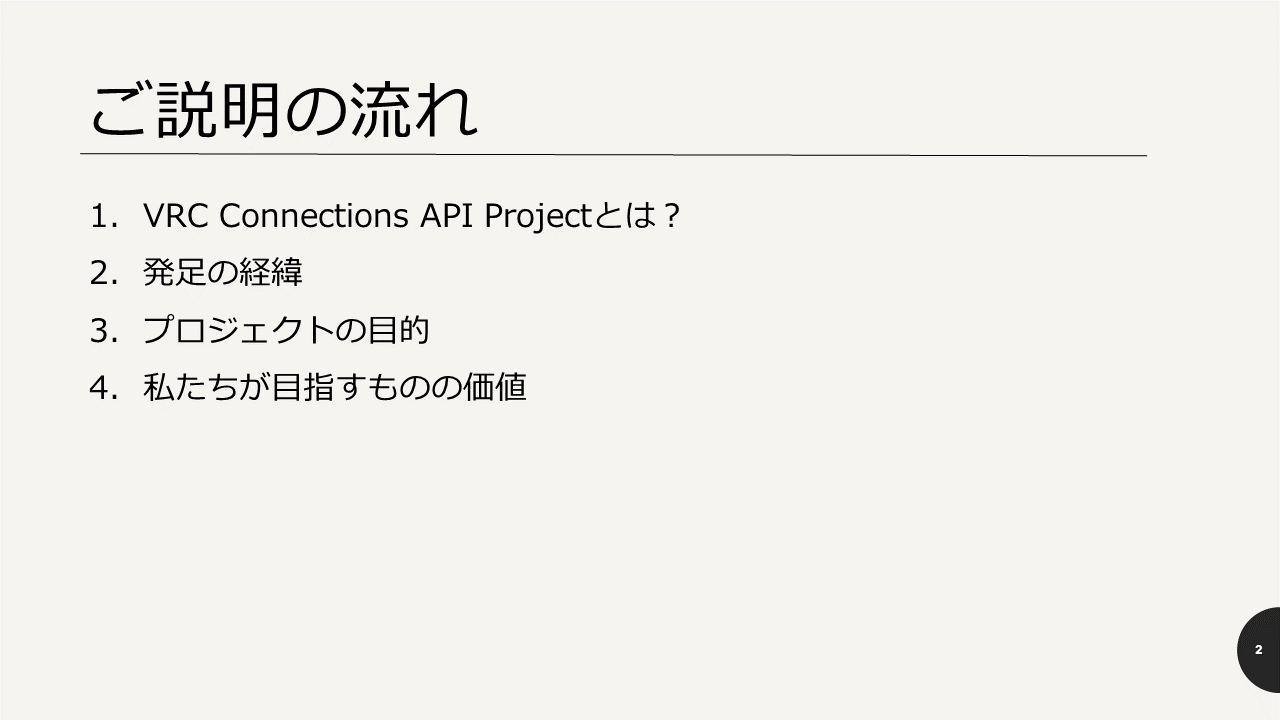 ご説明の流れ
1. VRC Connections API Projectとは？
2. 発足の経緯
3. プロジェクトの目的
4. 私たちが目指すものの価値
2